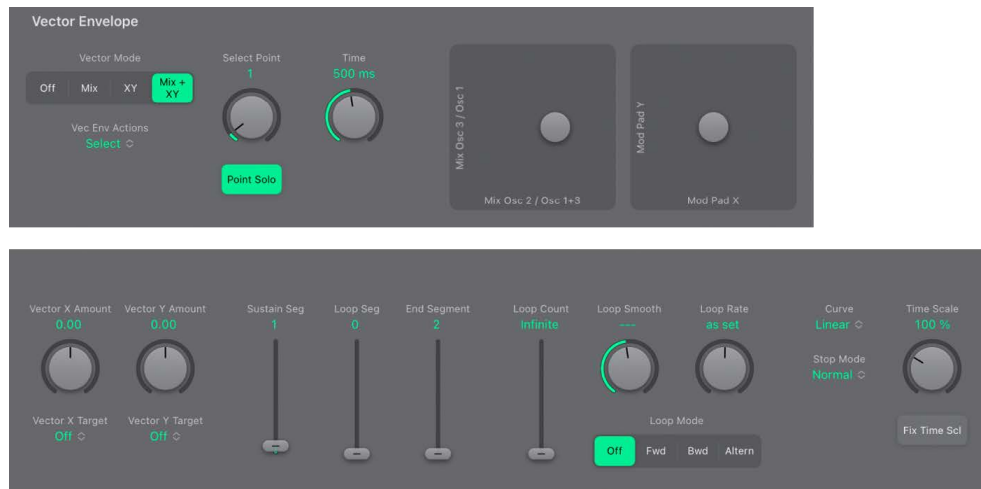 Vector Envelope
Vector Mode
Off Mix XY Mix + XY
Vec Env Actions
Select
Select Point
1
Point Solo
Time
500 ms
Mix Osc 3 / Osc 1
Mix Osc 2 / Osc 1+3
Mod Pad Y
Mod Pad X
Vector X Amount Vector Y Amount Sustain Seg Loop Seg End Segment Loop Count Loop Smooth Loop Rate Curve Time Scale
0.00 0.00 1 0 2 Infinite --- as set Linear 100 %
Stop Mode
Normal
Vector X Target Vector Y Target Loop Mode
Off Off
Off Fwd Bwd Altern
Fix Time Scl